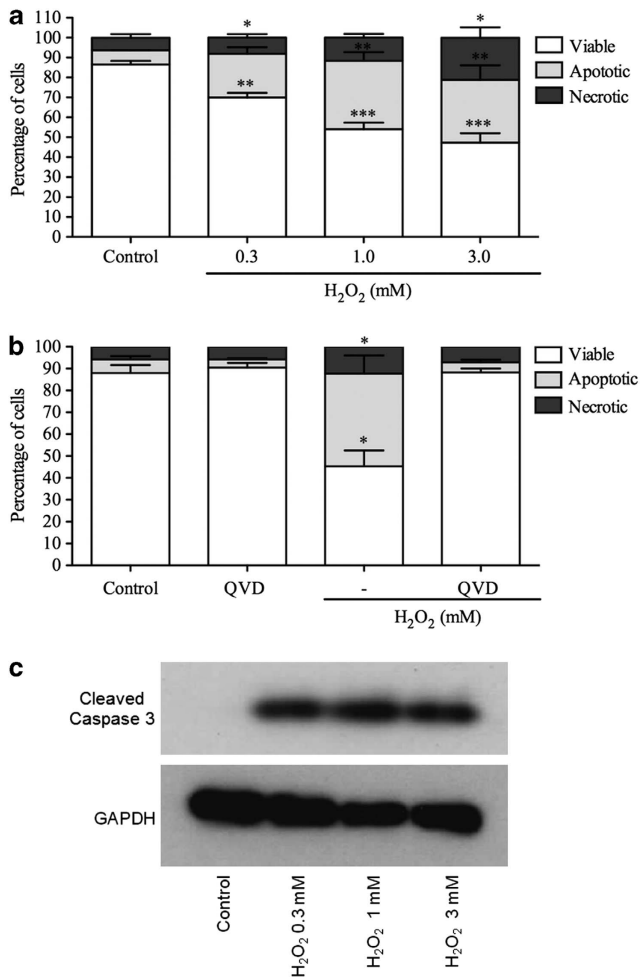 a
110
100
90
80
70
60
50
40
30
20
10
0
Percentage of cells
*
**
**
***
*
**
***
Viable
Apototic
Necrotic
Control 0.3 1.0 3.0
H₂O₂ (mM)
b
100
90
80
70
60
50
40
30
20
10
0
Percentage of cells
*
*
Viable
Apoptotic
Necrotic
Control QVD - QVD
H₂O₂ (mM)
c
Cleaved
Caspase 3
GAPDH
Control
H₂O₂ 0.3 mM
H₂O₂ 1 mM
H₂O₂ 3 mM